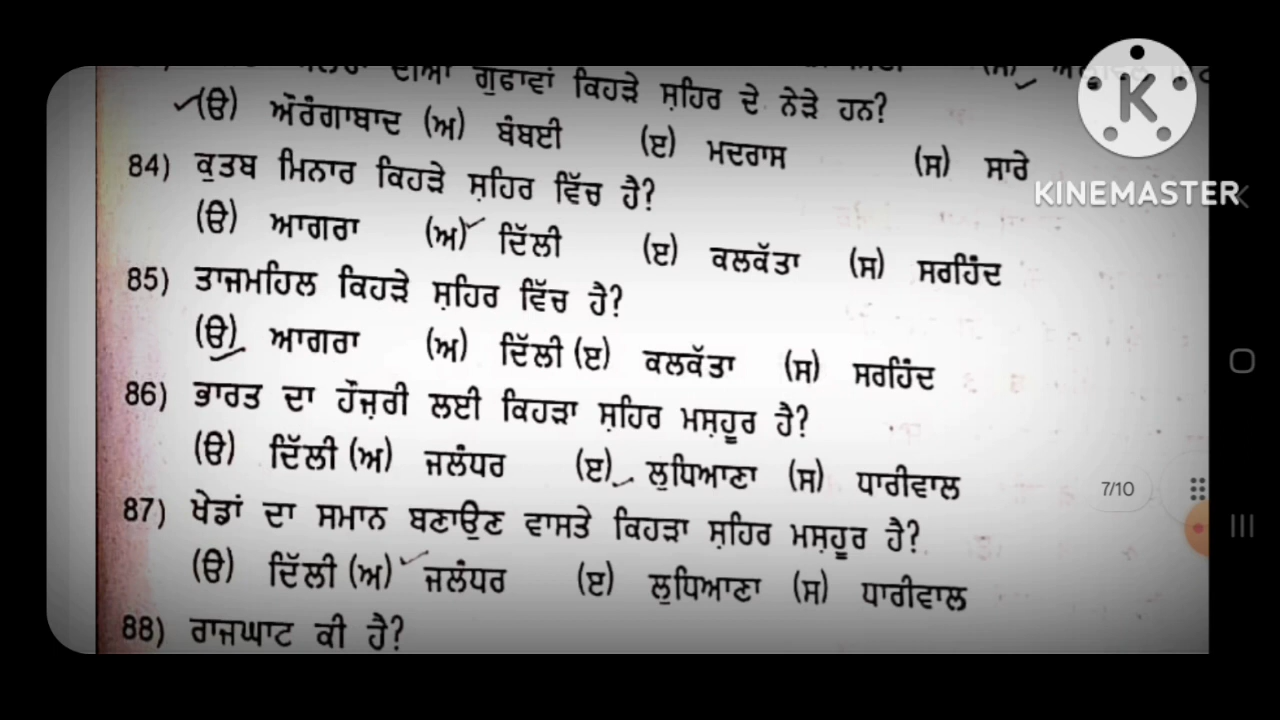 ਦੀਆਂ ਗੁਫਾਵਾਂ ਕਿਹੜੇ ਸ਼ਹਿਰ ਦੇ ਨੇੜੇ ਹਨ?
(ੳ) ਔਰੰਗਾਬਾਦ (ਅ) ਬੰਬਈ (ੲ) ਮਦਰਾਸ (ਸ) ਸਾਰੇ
84) ਕੁਤਬ ਮਿਨਾਰ ਕਿਹੜੇ ਸ਼ਹਿਰ ਵਿੱਚ ਹੈ?
(ੳ) ਆਗਰਾ (ਅ) ਦਿੱਲੀ (ੲ) ਕਲਕੱਤਾ (ਸ) ਸਰਹਿੰਦ
85) ਤਾਜਮਹਿਲ ਕਿਹੜੇ ਸ਼ਹਿਰ ਵਿੱਚ ਹੈ?
(ੳ) ਆਗਰਾ (ਅ) ਦਿੱਲੀ (ੲ) ਕਲਕੱਤਾ (ਸ) ਸਰਹਿੰਦ
86) ਭਾਰਤ ਦਾ ਹੌਜ਼ਰੀ ਲਈ ਕਿਹੜਾ ਸ਼ਹਿਰ ਮਸ਼ਹੂਰ ਹੈ?
(ੳ) ਦਿੱਲੀ (ਅ) ਜਲੰਧਰ (ੲ) ਲੁਧਿਆਣਾ (ਸ) ਧਾਰੀਵਾਲ
87) ਖੇਡਾਂ ਦਾ ਸਮਾਨ ਬਣਾਉਣ ਵਾਸਤੇ ਕਿਹੜਾ ਸ਼ਹਿਰ ਮਸ਼ਹੂਰ ਹੈ?
(ੳ) ਦਿੱਲੀ (ਅ) ਜਲੰਧਰ (ੲ) ਲੁਧਿਆਣਾ (ਸ) ਧਾਰੀਵਾਲ
88) ਰਾਜਘਾਟ ਕੀ ਹੈ?
K
KINEMASTER
7/10